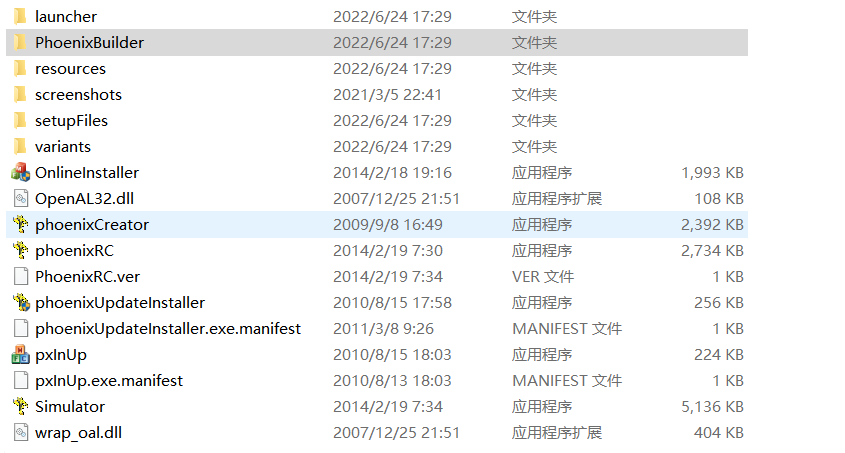 launcher 2022/6/24 17:29 文件夹
PhoenixBuilder 2022/6/24 17:29 文件夹
resources 2022/6/24 17:29 文件夹
screenshots 2021/3/5 22:41 文件夹
setupFiles 2022/6/24 17:29 文件夹
variants 2022/6/24 17:29 文件夹
OnlineInstaller 2014/2/18 19:16 应用程序 1,993 KB
OpenAL32.dll 2007/12/25 21:51 应用程序扩展 108 KB
phoenixCreator 2009/9/8 16:49 应用程序 2,392 KB
phoenixRC 2014/2/19 7:30 应用程序 2,734 KB
PhoenixRC.ver 2014/2/19 7:34 VER 文件 1 KB
phoenixUpdateInstaller 2010/8/15 17:58 应用程序 256 KB
phoenixUpdateInstaller.exe.manifest 2011/3/8 9:26 MANIFEST 文件 1 KB
pxInUp 2010/8/15 18:03 应用程序 224 KB
pxInUp.exe.manifest 2010/8/13 18:03 MANIFEST 文件 1 KB
Simulator 2014/2/19 7:34 应用程序 5,136 KB
wrap_oal.dll 2007/12/25 21:51 应用程序扩展 404 KB